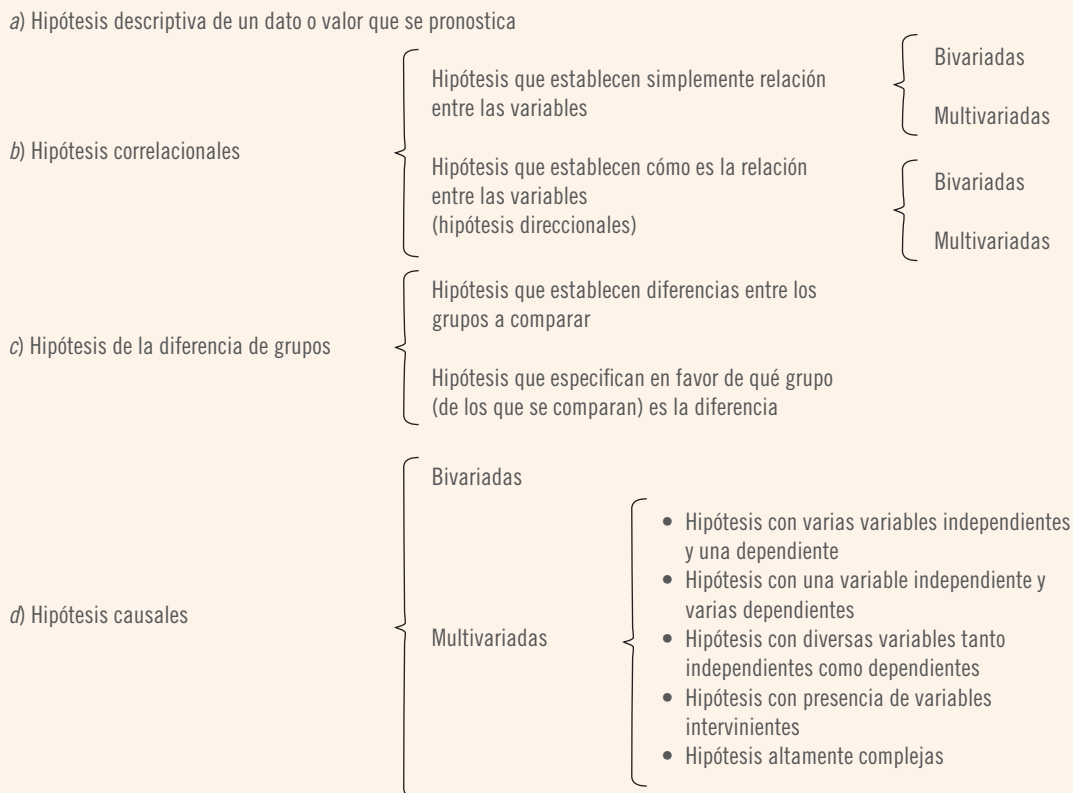 a) Hipótesis descriptiva de un dato o valor que se pronostica
b) Hipótesis correlacionales
Hipótesis que establecen simplemente relación
entre las variables
Bivariadas
Multivariadas
Hipótesis que establecen cómo es la relación
entre las variables
(hipótesis direccionales)
Bivariadas
Multivariadas
c) Hipótesis de la diferencia de grupos
Hipótesis que establecen diferencias entre los
grupos a comparar
Hipótesis que especifican en favor de qué grupo
(de los que se comparan) es la diferencia
d) Hipótesis causales
Bivariadas
Multivariadas
• Hipótesis con varias variables independientes
y una dependiente
• Hipótesis con una variable independiente y
varias dependientes
• Hipótesis con diversas variables tanto
independientes como dependientes
• Hipótesis con presencia de variables
intervinientes
• Hipótesis altamente complejas